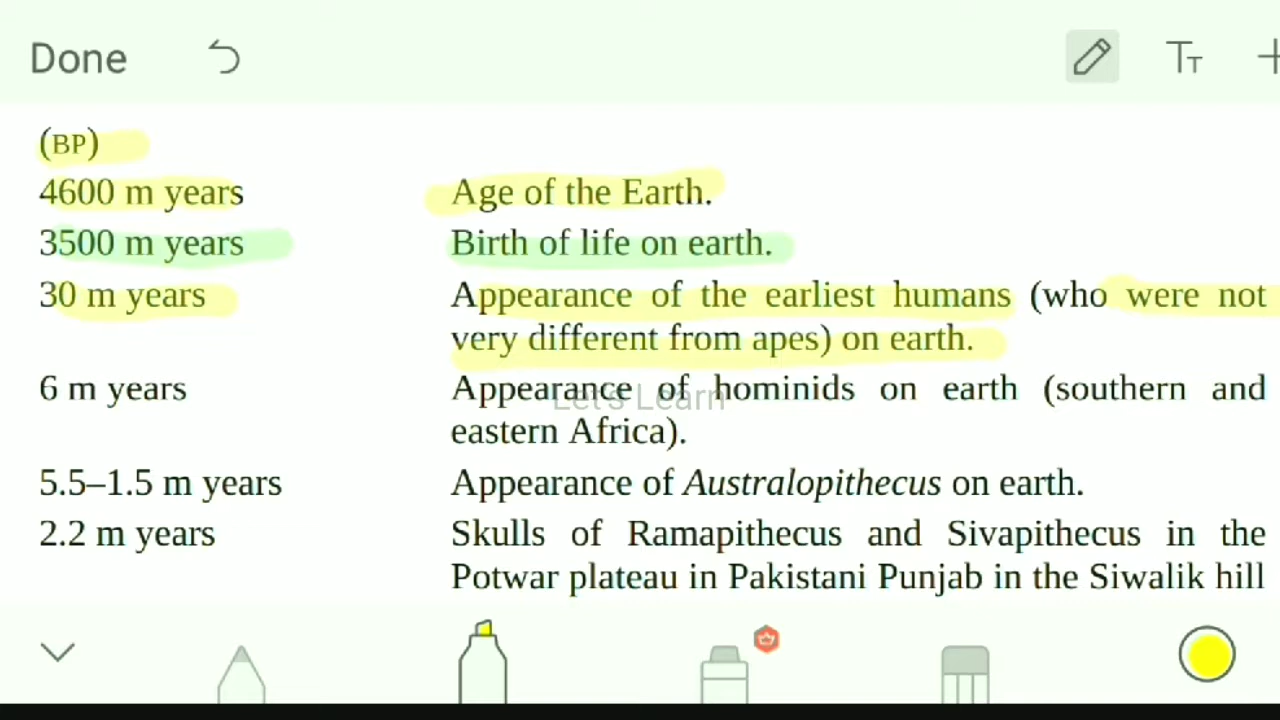 Done
(BP)
4600 m years Age of the Earth.
3500 m years Birth of life on earth.
30 m years Appearance of the earliest humans (who were not
very different from apes) on earth.
6 m years Appearance of hominids on earth (southern and
Let's Learn
eastern Africa).
5.5–1.5 m years Appearance of Australopithecus on earth.
2.2 m years Skulls of Ramapithecus and Sivapithecus in the
Potwar plateau in Pakistani Punjab in the Siwalik hill